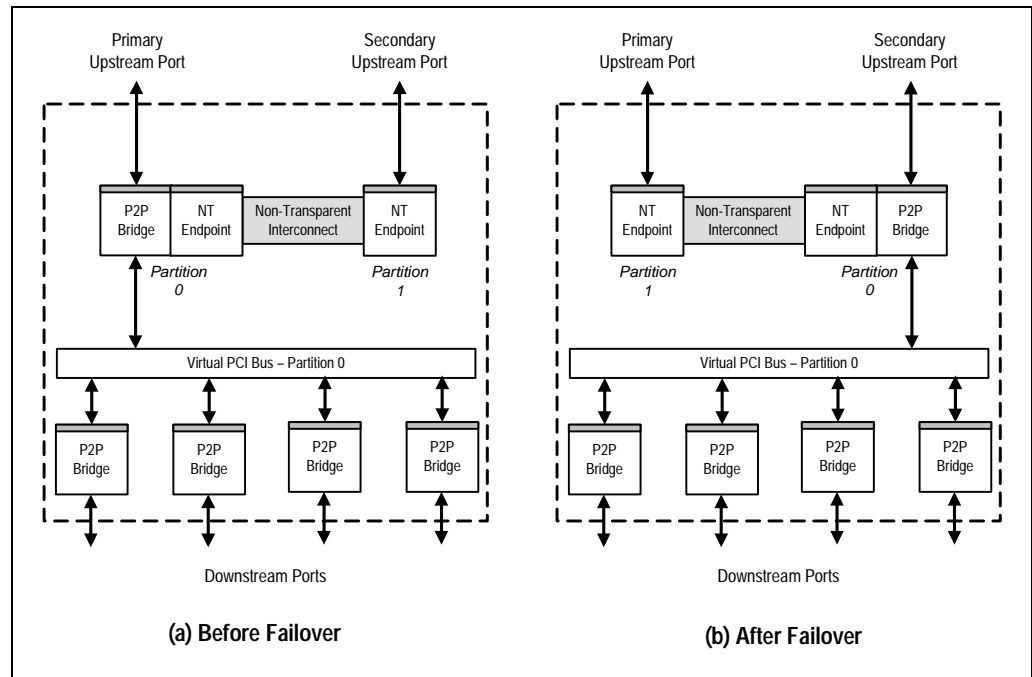 Primary
Upstream Port
Secondary
Upstream Port
P2P
Bridge
NT
Endpoint
Non-Transparent
Interconnect
NT
Endpoint
Partition
0
Partition
1
Virtual PCI Bus – Partition 0
P2P
Bridge
P2P
Bridge
P2P
Bridge
P2P
Bridge
Downstream Ports
(a) Before Failover
Primary
Upstream Port
Secondary
Upstream Port
NT
Endpoint
Non-Transparent
Interconnect
NT
Endpoint
P2P
Bridge
Partition
1
Partition
0
Virtual PCI Bus – Partition 0
P2P
Bridge
P2P
Bridge
P2P
Bridge
P2P
Bridge
Downstream Ports
(b) After Failover